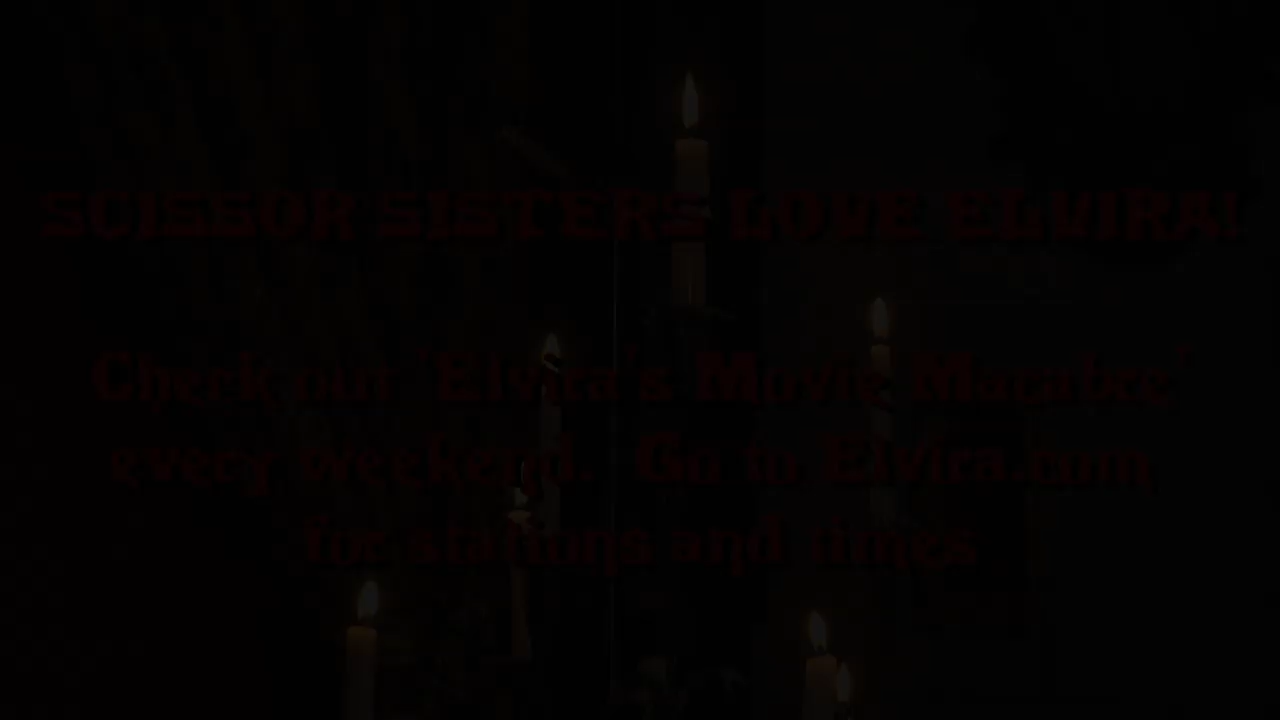 SCISSOR SISTERS LOVE ELVIRA!
Check out 'Elvira's Movie Macabre'
every weekend. Go to Elvira.com
for stations and times